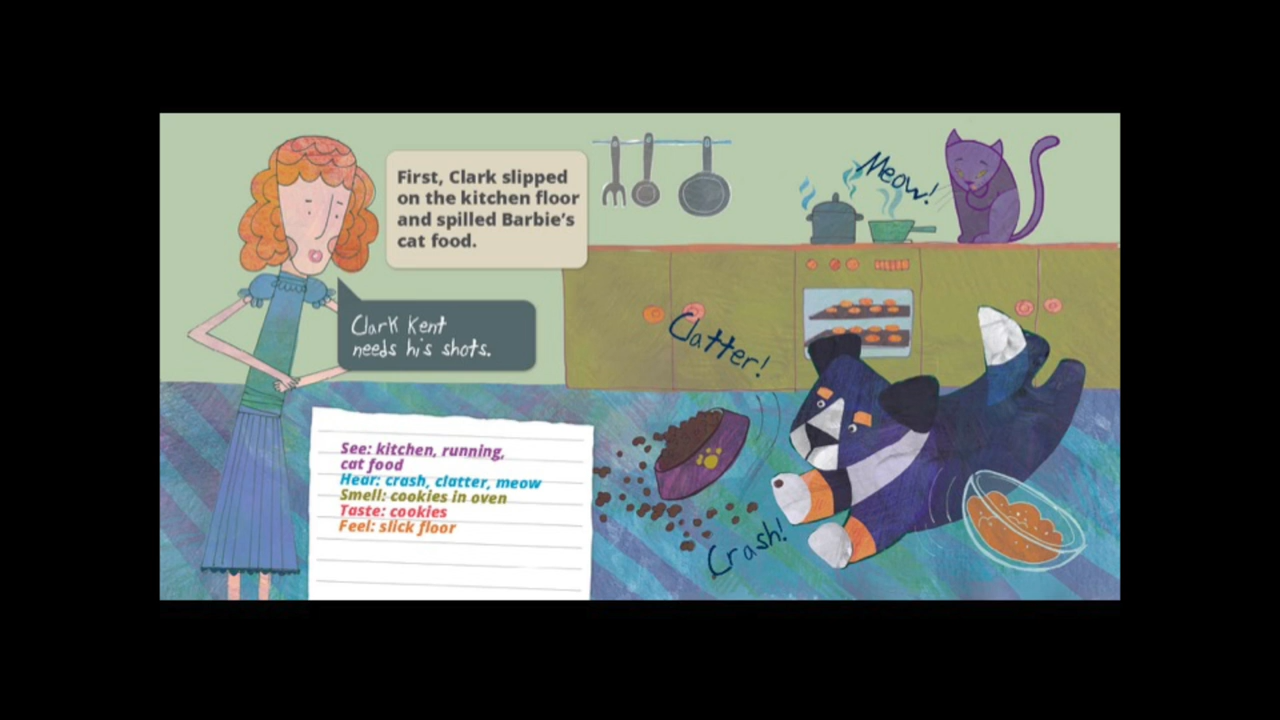 First, Clark slipped
on the kitchen floor
and spilled Barbie's
cat food.
Clark Kent
needs his shots.
Meow!
Clatter!
Crash!
See: kitchen, running,
cat food
Hear: crash, clatter, meow
Smell: cookies in oven
Taste: cookies
Feel: slick floor